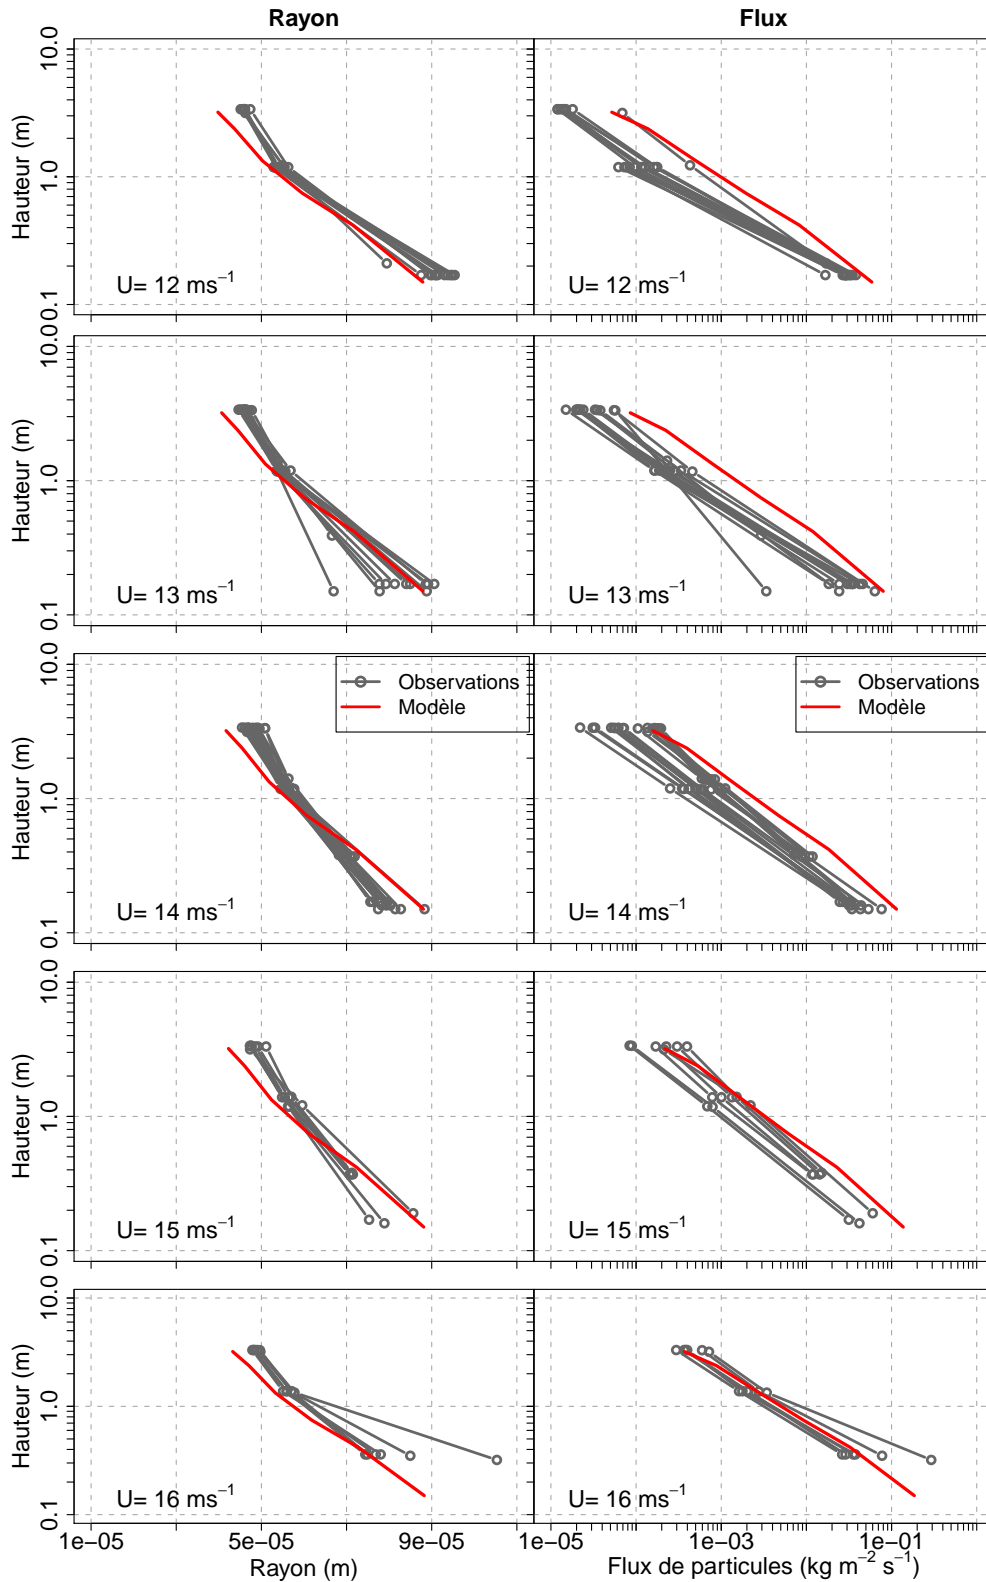 Rayon
Flux
Hauteur (m)
10.0
1.0
0.1
U= 12 ms−1
U= 12 ms−1
Hauteur (m)
10.0
1.0
0.1
U= 13 ms−1
U= 13 ms−1
Hauteur (m)
10.0
1.0
0.1
Observations
Modèle
Observations
Modèle
U= 14 ms−1
U= 14 ms−1
Hauteur (m)
10.0
1.0
0.1
U= 15 ms−1
U= 15 ms−1
Hauteur (m)
10.0
1.0
0.1
U= 16 ms−1
U= 16 ms−1
1e−05
5e−05
9e−05
1e−05
1e−03
1e−01
Rayon (m)
Flux de particules (kg m−2 s−1)